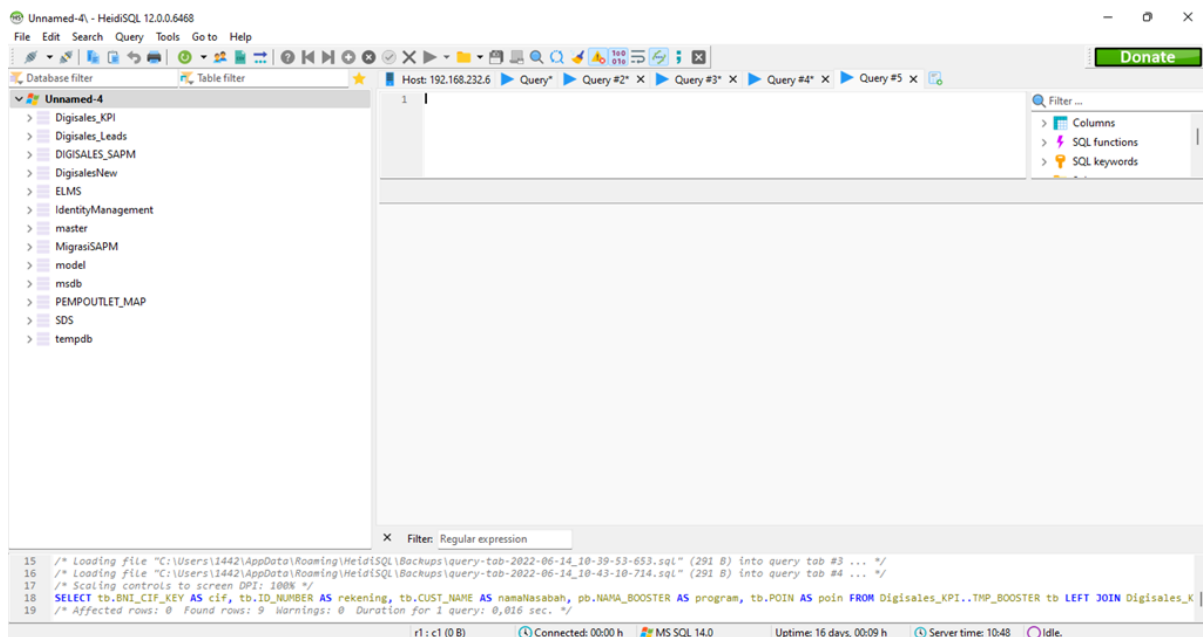 Unnamed-4\ - HeidiSQL 12.0.0.6468
File Edit Search Query Tools Go to Help
Donate
Database filter Table filter
Host: 192.168.232.6 Query* Query #2* X Query #3* X Query #4* X Query #5 X
Unnamed-4
Digisales_KPI
Digisales_Leads
DIGISALES_SAPM
DigisalesNew
ELMS
IdentityManagement
master
MigrasiSAPM
model
msdb
PEMPOUTLET_MAP
SDS
tempdb
1
Filter ...
Columns
SQL functions
SQL keywords
X Filter: Regular expression
15 /* Loading file "C:\Users\1442\AppData\Roaming\HeidiSQL\Backups\query-tab-2022-06-14_10-39-53-653.sql" (291 B) into query tab #3 ... */
16 /* Loading file "C:\Users\1442\AppData\Roaming\HeidiSQL\Backups\query-tab-2022-06-14_10-43-10-714.sql" (291 B) into query tab #4 ... */
17 /* Scaling controls to screen DPI: 100% */
18 SELECT tb.BNI_CIF_KEY AS cif, tb.ID_NUMBER AS rekening, tb.CUST_NAME AS namaNasabah, pb.NAMA_BOOSTER AS program, tb.POIN AS poin FROM Digisales_KPI..TMP_BOOSTER tb LEFT JOIN Digisales_K
19 /* Affected rows: 0 Found rows: 9 Warnings: 0 Duration for 1 query: 0,016 sec. */
r1 : c1 (0 B) Connected: 00:00 h MS SQL 14.0 Uptime: 16 days, 00:09 h Server time: 10:48 Idle.